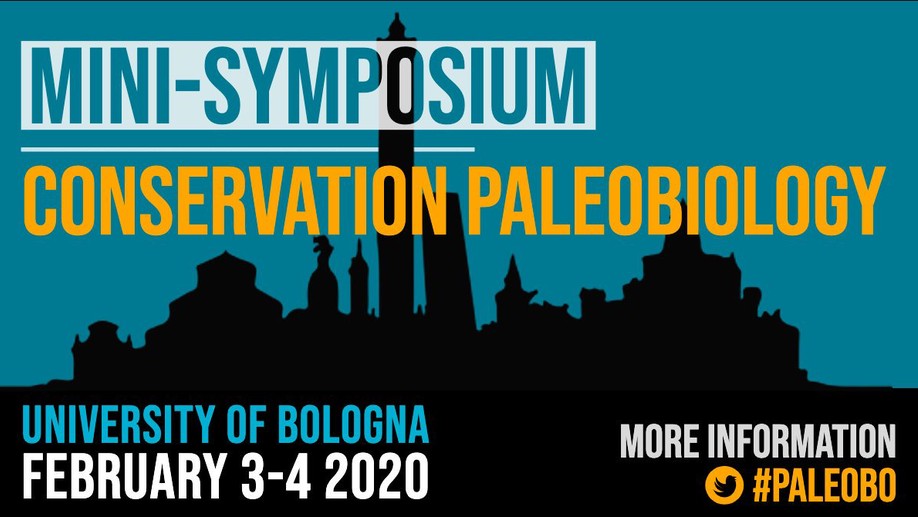 MINI-SYMPOSIUM
CONSERVATION PALEOBIOLOGY
UNIVERSITY OF BOLOGNA
FEBRUARY 3-4 2020
MORE INFORMATION
#PALEOBO